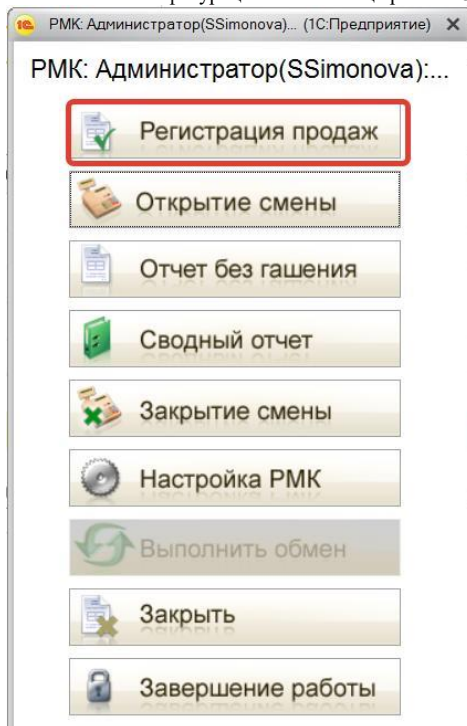 РМК: Администратор(SSimonova)... (1С:Предприятие)
РМК: Администратор(SSimonova):...
Регистрация продаж
Открытие смены
Отчет без гашения
Сводный отчет
Закрытие смены
Настройка РМК
Выполнить обмен
Закрыть
Завершение работы